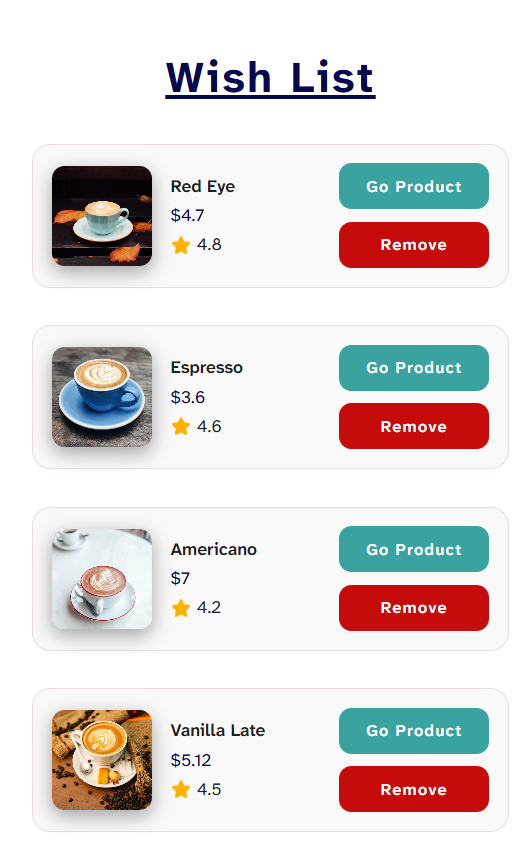 Wish List
Red Eye
$4.7
4.8
Go Product
Remove
Espresso
$3.6
4.6
Go Product
Remove
Americano
$7
4.2
Go Product
Remove
Vanilla Late
$5.12
4.5
Go Product
Remove